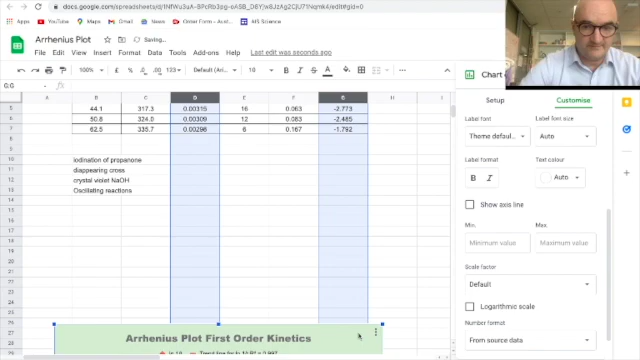 docs.google.com/spreadsheets/d/1Nfwu3uA-BPcRb3pg-oZYamV_D6EYjx8JzAg2CjU71Nqmk4/edit#gid=0
Gmail
YouTube
Maps
News
Order Form - Austr...
AIS Science
Arrhenius Plot
Saving...
File Edit View Insert Format Data Tools Add-ons Help Last edit was seconds ago
100% $ % .0 .00 123 Default (Ari... 10 B I S A
G:G fx
Chart
Setup Customise
A B C D E F G H I
5 44.1 317.3 0.00315 16 0.063 -2.773
6 50.8 324.0 0.00309 12 0.083 -2.485
7 62.5 335.7 0.00298 6 0.167 -1.792
8
9
10 iodination of propanone
11 diappearing cross
12 crystal violet NaOH
13 Oscillating reactions
14
15
16
17
18
19
20
21
22
23
24
25
26
27
28
Arrhenius Plot First Order Kinetics
Label font Label font size
Theme defaul... Auto
Label format Text colour
B I Auto
Show axis line
Min. Max.
Minimum value Maximum value
Scale factor
Default
Logarithmic scale
Number format
From source data